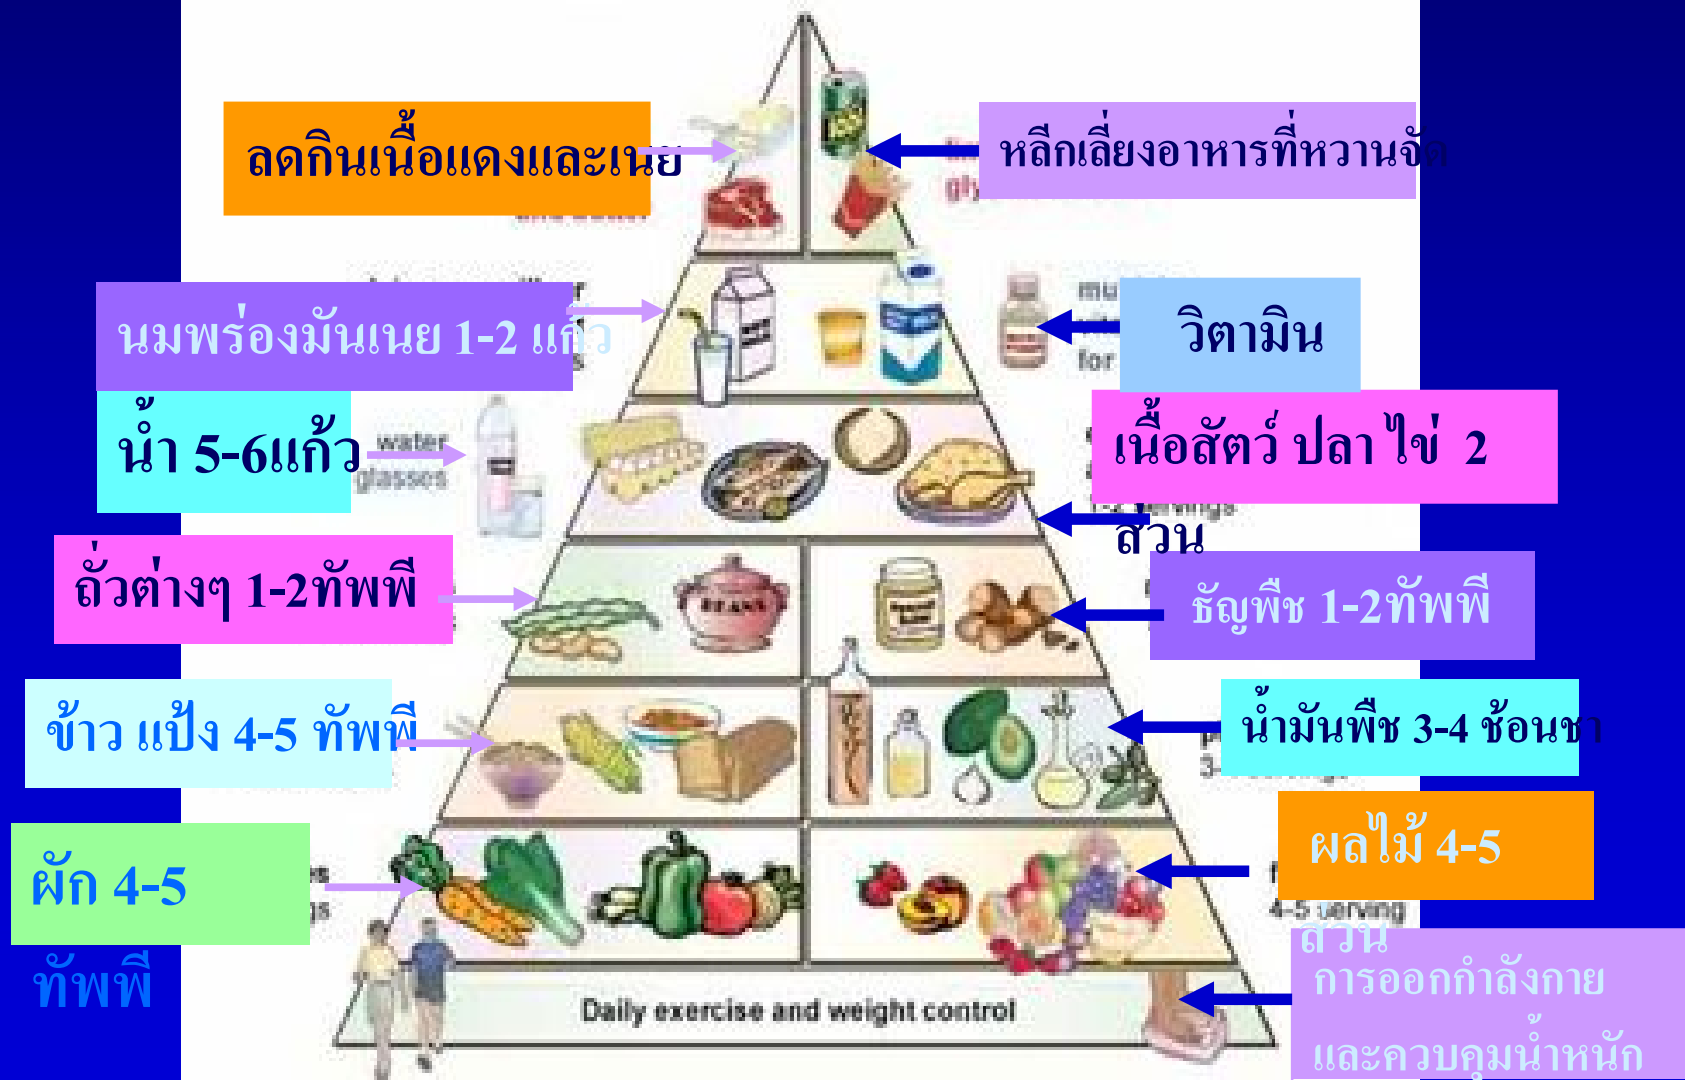 ลดกินเนื้อแดงและเนย
หลีกเลี่ยงอาหารที่หวานจัด
นมพร่องมันเนย 1-2 แก้ว
mu
for
วิตามิน
น้ำ 5-6แก้ว
water
glasses
เนื้อสัตว์ ปลา ไข่ 2
1-2 servings
ส่วน
ถั่วต่างๆ 1-2ทัพพี
BEANS
ธัญพืช 1-2ทัพพี
ข้าว แป้ง 4-5 ทัพพี
น้ำมันพืช 3-4 ช้อนชา
ผัก 4-5
ทัพพี
ผลไม้ 4-5
4-5 serving
ส่วน
Daily exercise and weight control
การออกกำลังกาย
และควบคุมน้ำหนัก